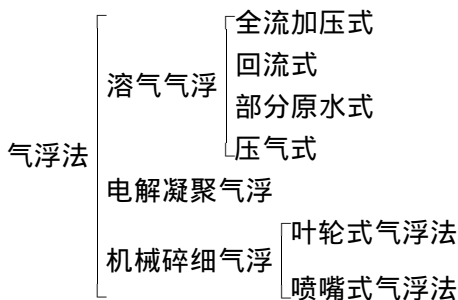 气浮法
溶气气浮
全流加压式
回流式
部分原水式
压气式
电解凝聚气浮
机械碎细气浮
叶轮式气浮法
喷嘴式气浮法